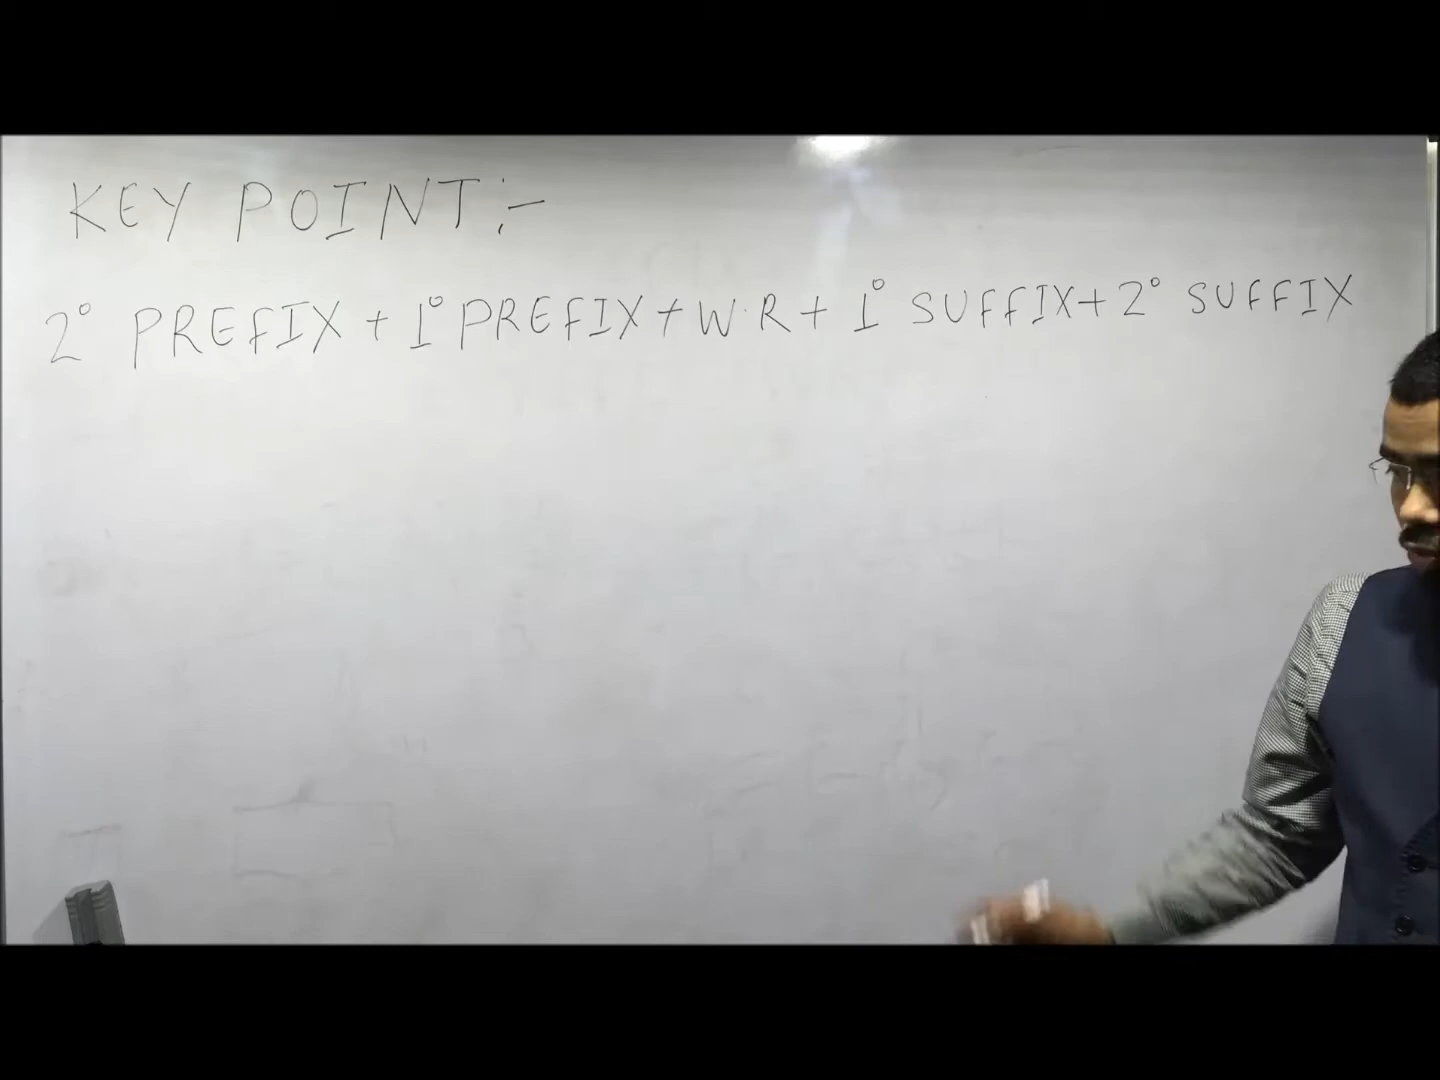 KEY POINT:-
2° PREFIX + 1° PREFIX + W.R + 1° SUFFIX + 2° SUFFIX